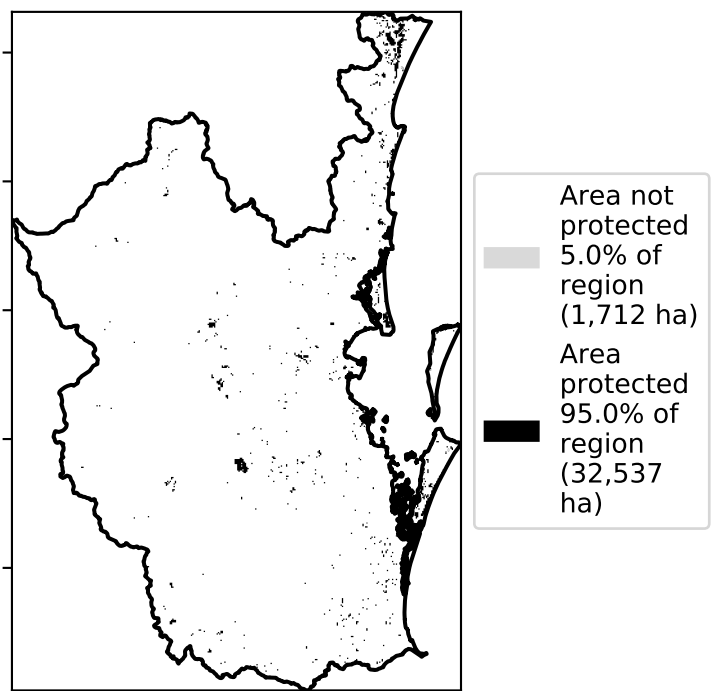 Area not
protected
5.0% of
region
(1,712 ha)
Area
protected
95.0% of
region
(32,537
ha)